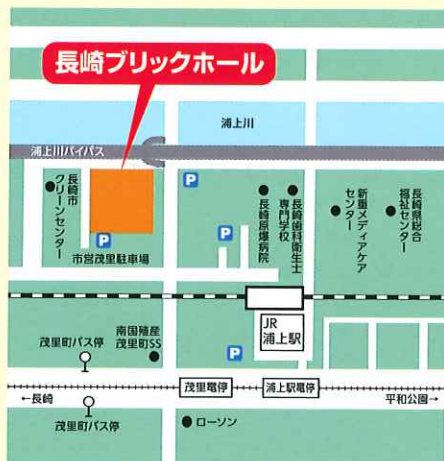 長崎ブリックホール
浦上川
浦上川バイパス
長崎市
クリーンセンター
P
P
市営茂里駐車場
P
長崎原爆病院
長崎歯科衛生士
専門学校
新重メディアケア
センター
長崎県総合
福祉センター
JR
浦上駅
南国殖産
茂里町SS
茂里町バス停
P
茂里電停
浦上駅電停
←長崎
平和公園→
茂里町バス停
ローソン